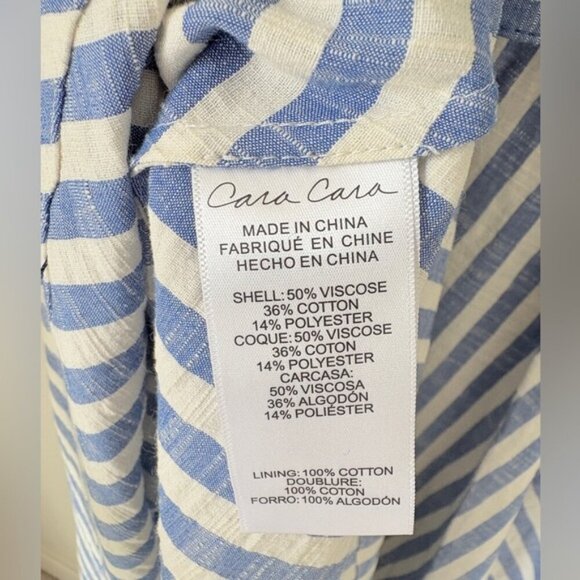 Cara Cara
MADE IN CHINA
FABRIQUÉ EN CHINE
HECHO EN CHINA
SHELL: 50% VISCOSE
36% COTTON
14% POLYESTER
COQUE: 50% VISCOSE
36% COTON
14% POLYESTER
CARCASA:
50% VISCOSA
36% ALGODÓN
14% POLIÉSTER
LINING: 100% COTTON
DOUBLURE:
100% COTON
FORRO: 100% ALGODÓN